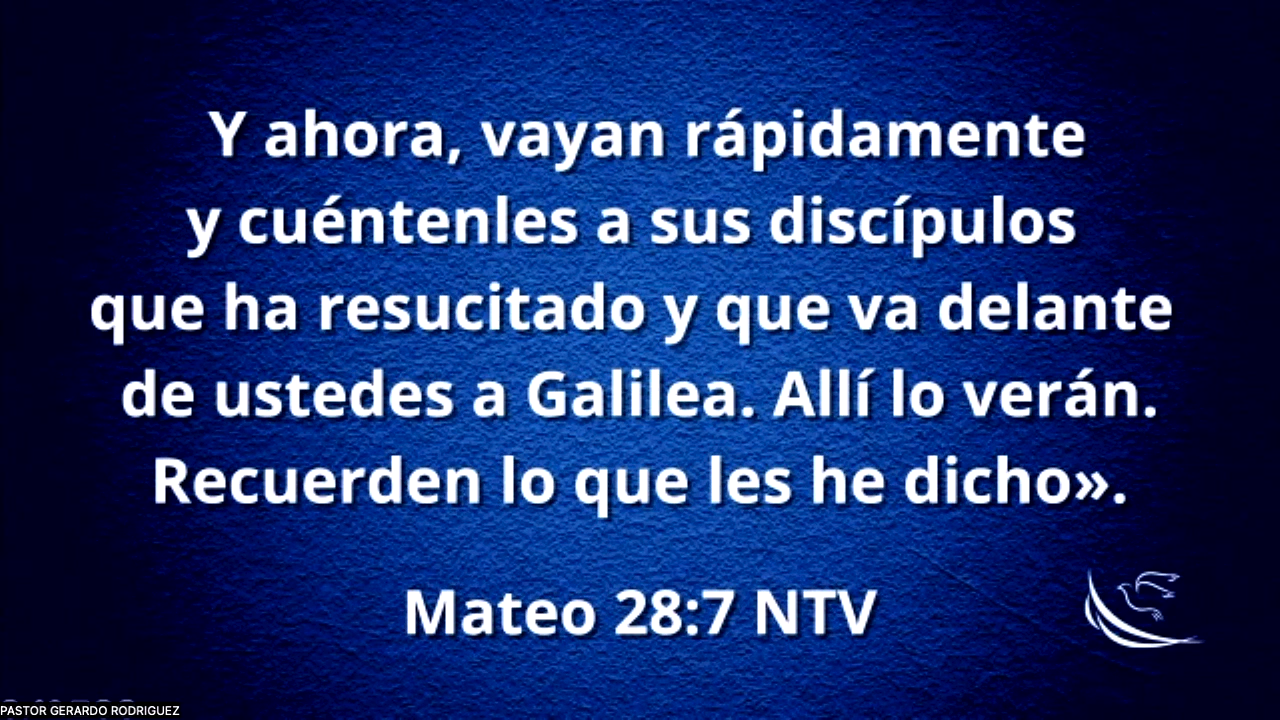 Y ahora, vayan rápidamente
y cuéntenles a sus discípulos
que ha resucitado y que va delante
de ustedes a Galilea. Allí lo verán.
Recuerden lo que les he dicho».
Mateo 28:7 NTV
PASTOR GERARDO RODRIGUEZ